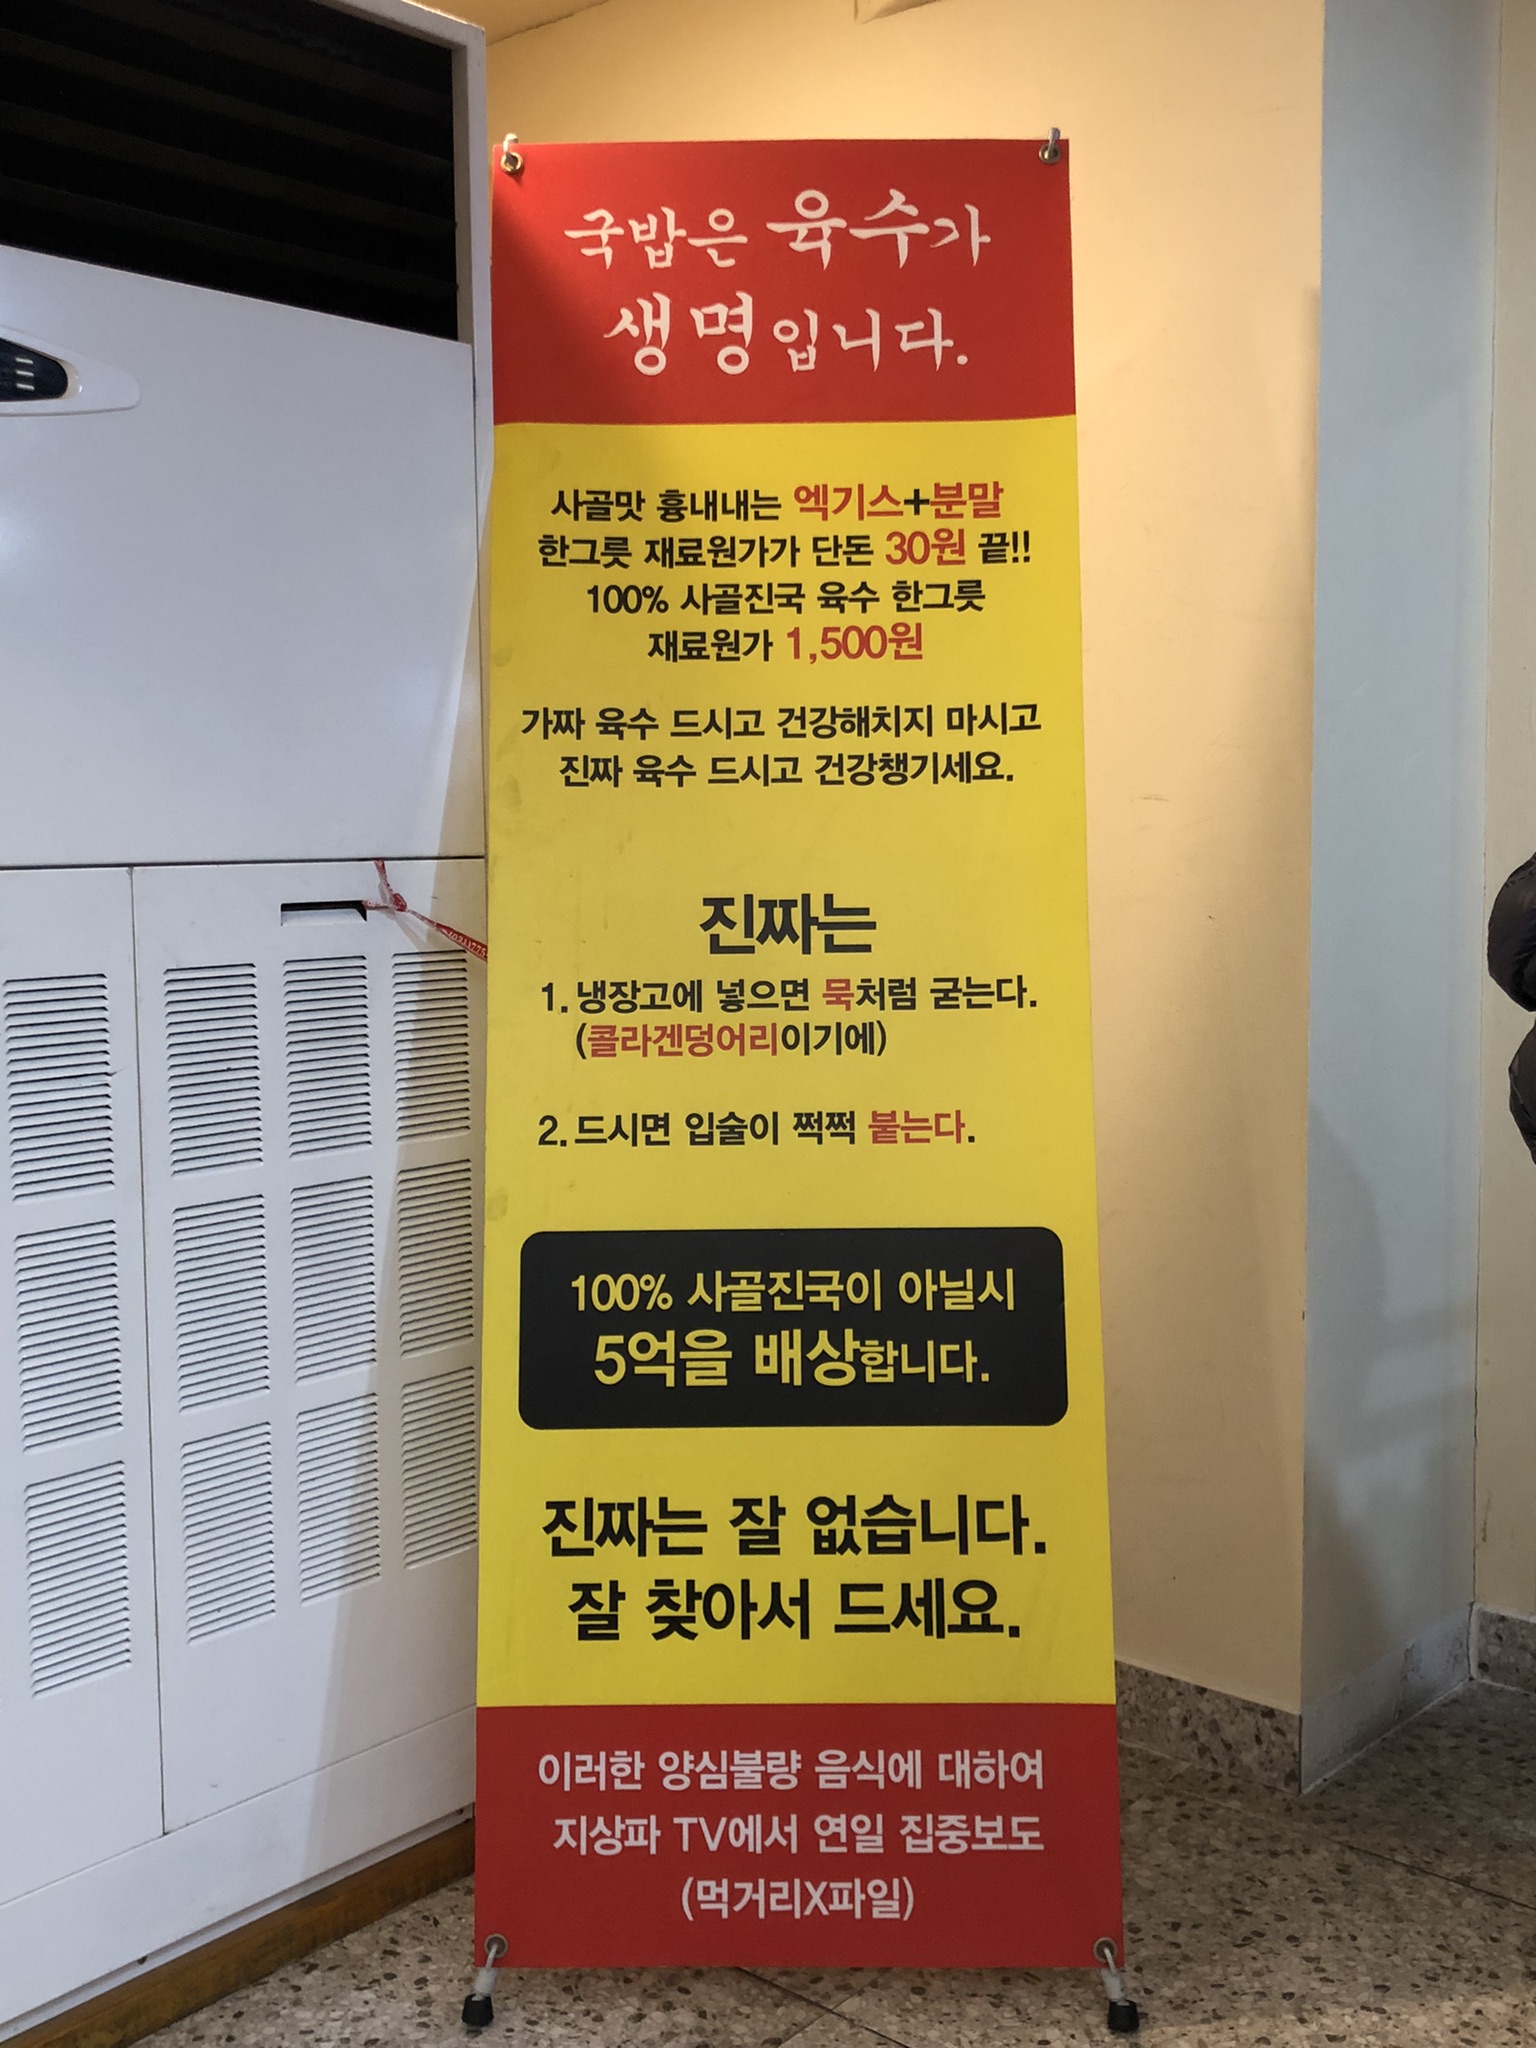 국밥은 육수가
생명입니다.
사골맛 흉내내는 엑기스+분말
한그릇 재료원가가 단돈 30원 끝!!
100% 사골진국 육수 한그릇
재료원가 1,500원
가짜 육수 드시고 건강해치지 마시고
진짜 육수 드시고 건강챙기세요.
진짜는
1. 냉장고에 넣으면 묵처럼 굳는다.
(콜라겐덩어리이기에)
2. 드시면 입술이 쩍쩍 붙는다.
100% 사골진국이 아닐시
5억을 배상합니다.
진짜는 잘 없습니다.
잘 찾아서 드세요.
이러한 양심불량 음식에 대하여
지상파 TV에서 연일 집중보도
(먹거리X파일)